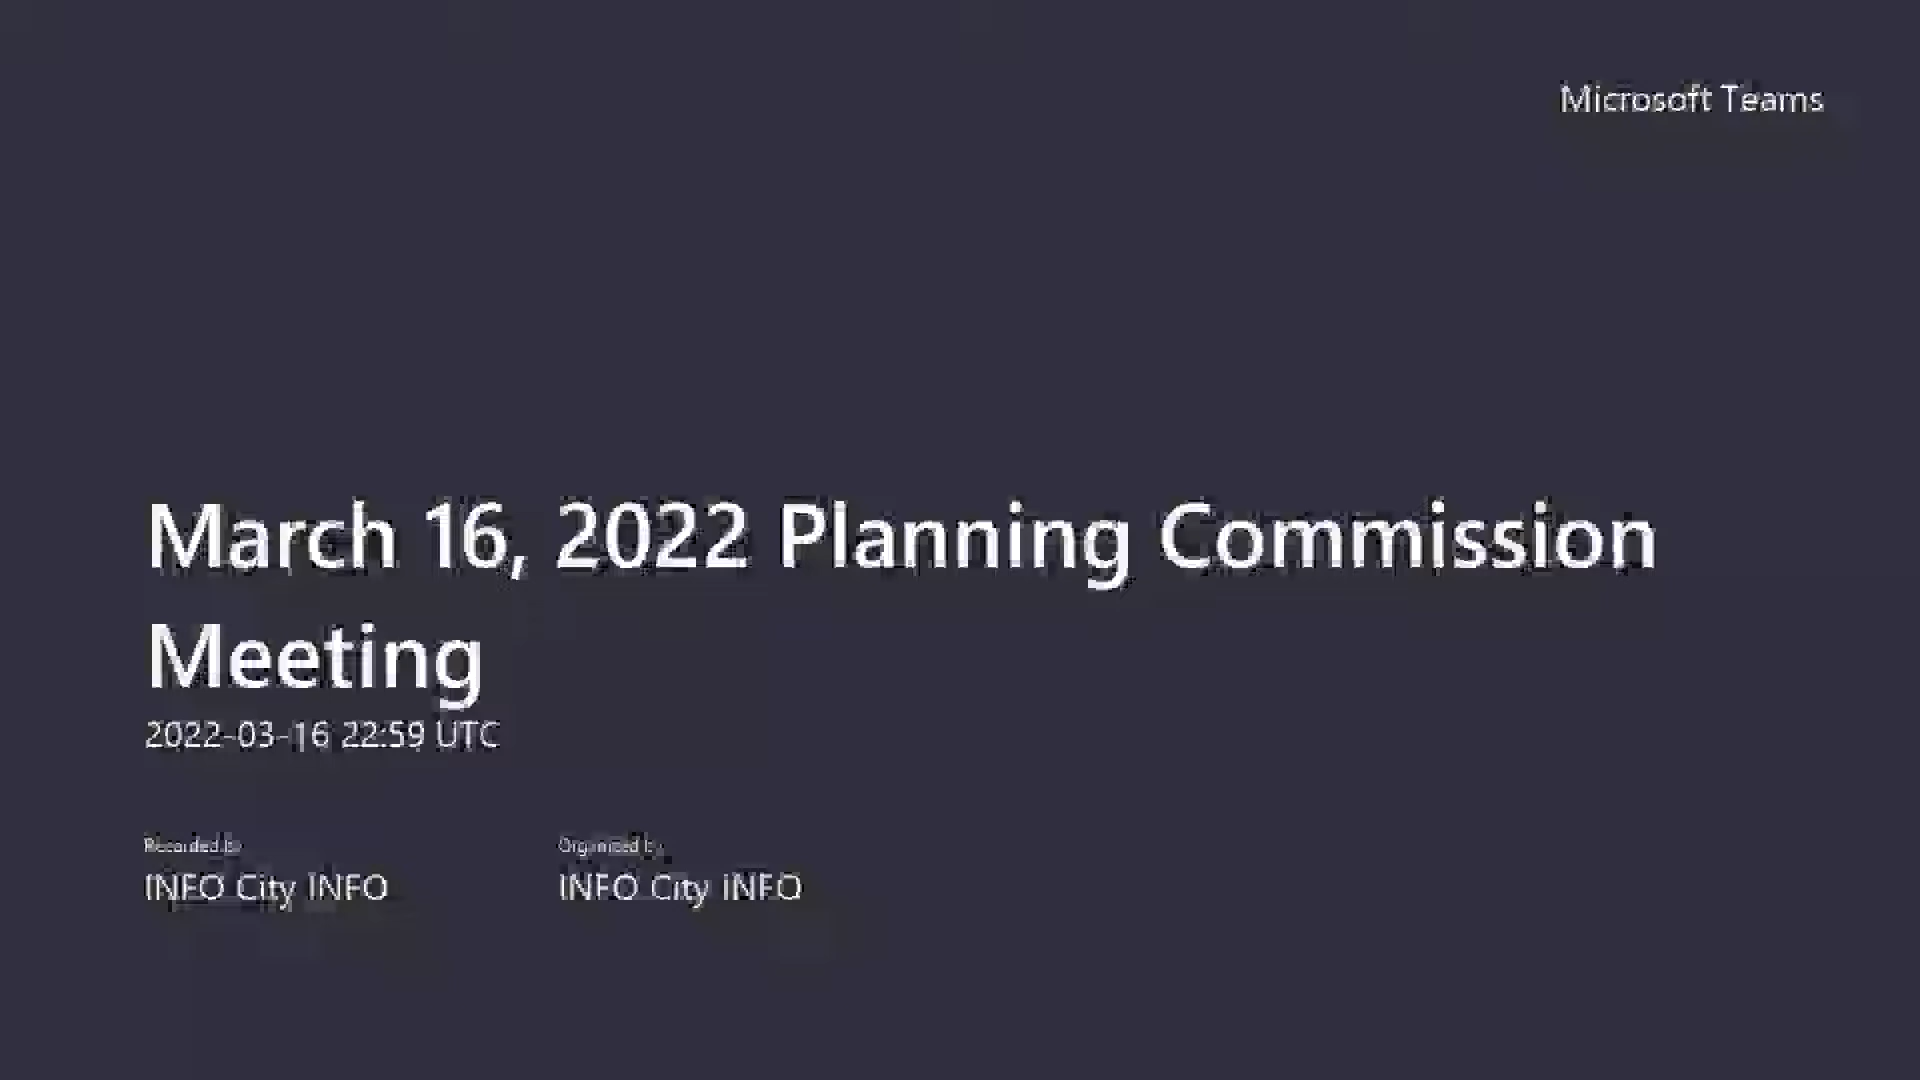 Microsoft Teams
March 16, 2022 Planning Commission
Meeting
2022-03-16 22:59 UTC
Recorded by
Organized by
INFO City INFO
INFO City INFO